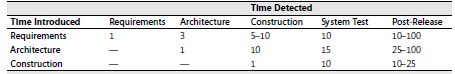 Time Detected
Time Introduced Requirements Architecture Construction System Test Post-Release
Requirements 1 3 5–10 10 10–100
Architecture — 1 10 15 25–100
Construction — — 1 10 10–25